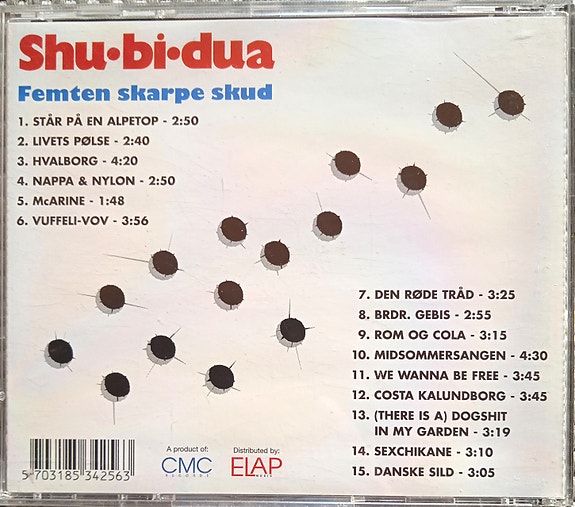 Shu•bi•dua
Femten skarpe skud
1. STÅR PÅ EN ALPETOP - 2:50
2. LIVETS PØLSE - 2:40
3. HVALBORG - 4:20
4. NAPPA & NYLON - 2:50
5. McARINE - 1:48
6. VUFFELI-VOV - 3:56
7. DEN RØDE TRÅD - 3:25
8. BRDR. GEBIS - 2:55
9. ROM OG COLA - 3:15
10. MIDSOMMERSANGEN - 4:30
11. WE WANNA BE FREE - 3:45
12. COSTA KALUNDBORG - 3:45
13. (THERE IS A) DOGSHIT
IN MY GARDEN - 3:19
14. SEXCHIKANE - 3:10
15. DANSKE SILD - 3:05
5 703185 342563
A product of:
CMC
RECORDS
Distributed by:
ELAP
MUSIC